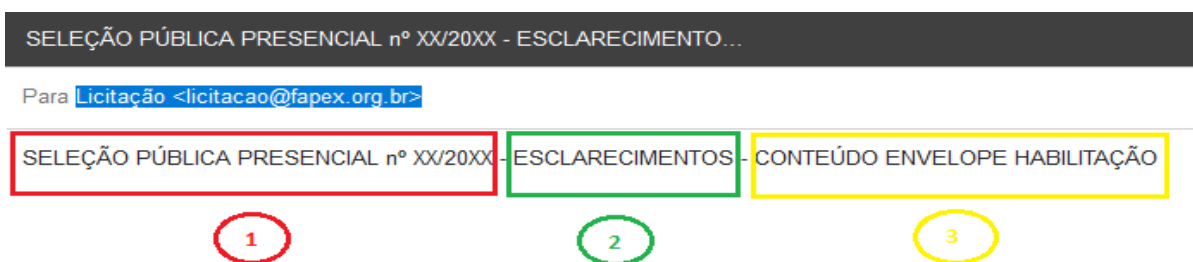 SELEÇÃO PÚBLICA PRESENCIAL nº XX/20XX - ESCLARECIMENTO...
Para Licitação <licitacao@fapex.org.br>
SELEÇÃO PÚBLICA PRESENCIAL nº XX/20XX - ESCLARECIMENTOS - CONTEÚDO ENVELOPE HABILITAÇÃO
1 2 3